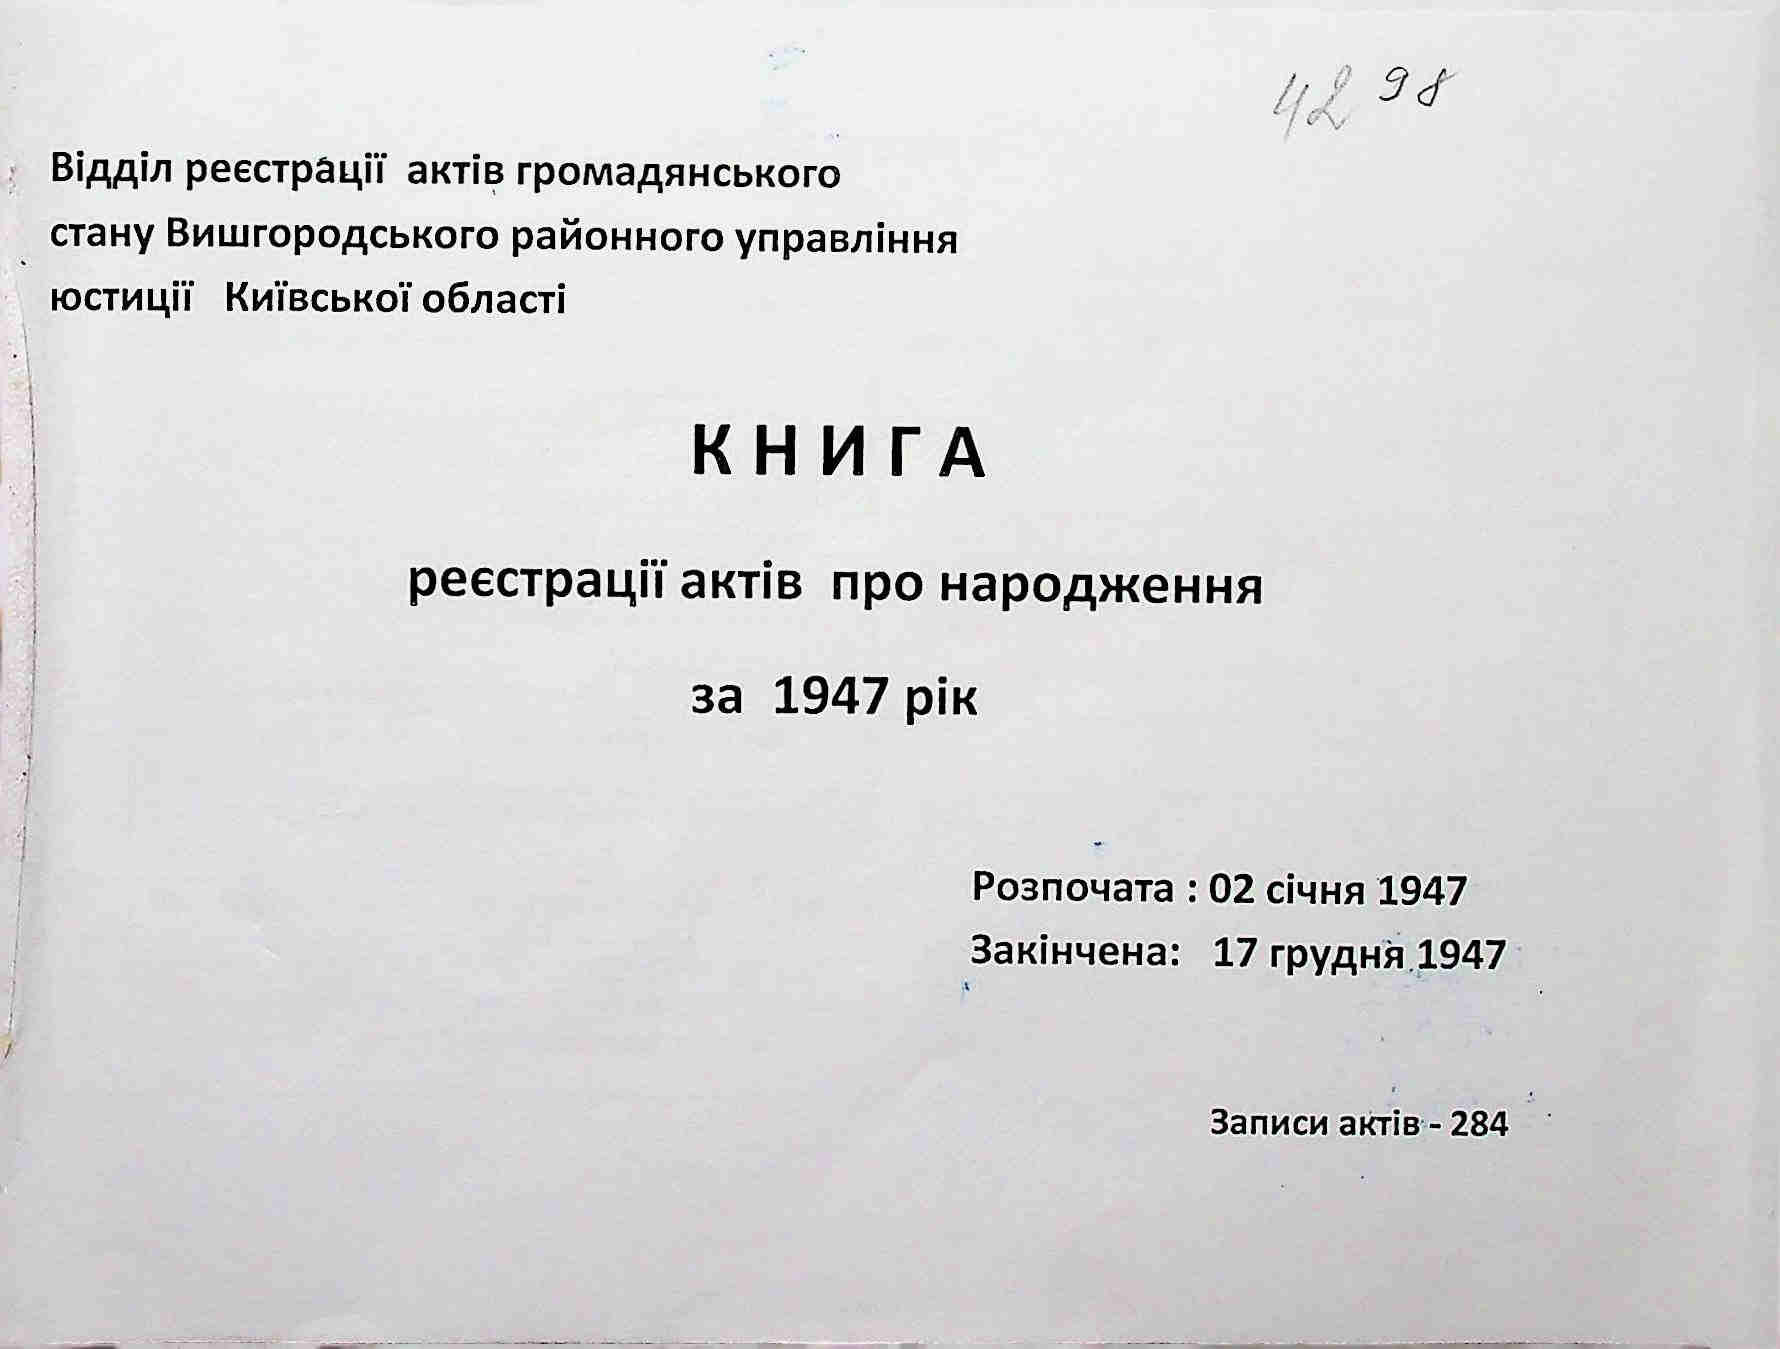 42 98
Відділ реєстрації актів громадянського
стану Вишгородського районного управління
юстиції Київської області
КНИГА
реєстрації актів про народження
за 1947 рік
Розпочата : 02 січня 1947
Закінчена: 17 грудня 1947
Записи актів - 284